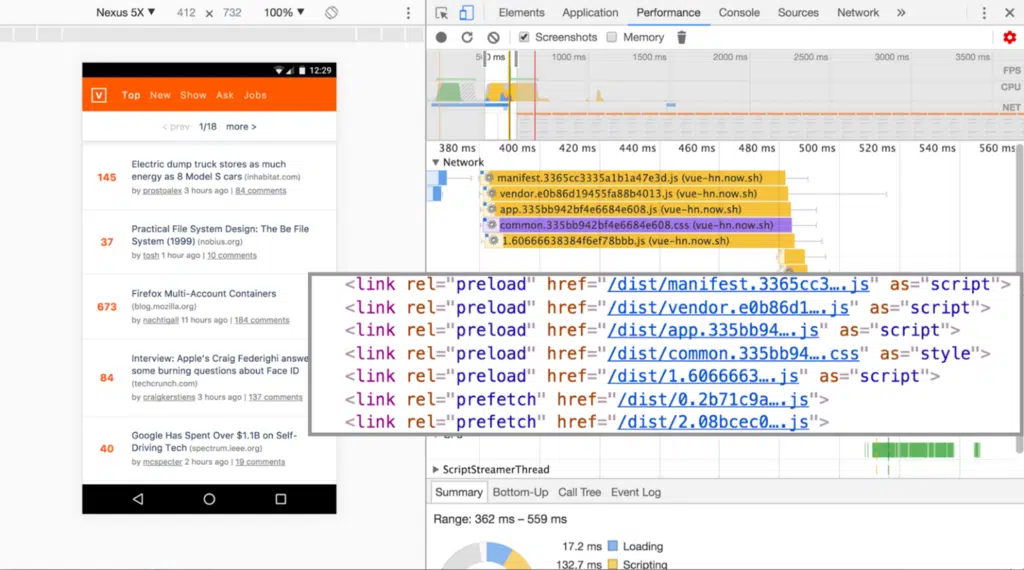 Nexus 5X ▼ 412 × 732 100% ▼
12:29
V Top New Show Ask Jobs
< prev 1/18 more >
145 Electric dump truck stores as much
energy as 8 Model S cars (inhabitat.com)
by prostoalex 3 hours ago | 84 comments
37 Practical File System Design: The Be File
System (1999) (nobius.org)
by tosh 1 hour ago | 10 comments
673 Firefox Multi-Account Containers
(blog.mozilla.org)
by nachtigall 11 hours ago | 184 comments
84 Interview: Apple's Craig Federighi answe
some burning questions about Face ID
(techcrunch.com)
by craigkerstiens 3 hours ago | 137 comments
40 Google Has Spent Over $1.1B on Self-
Driving Tech (spectrum.ieee.org)
by mcspecter 2 hours ago | 19 comments
Elements Application Performance Console Sources Network »
Screenshots Memory
ms 1000 ms 1500 ms 2000 ms 2500 ms 3000 ms 3500 ms
FPS
CPU
NET
380 ms 400 ms 420 ms 440 ms 460 ms 480 ms 500 ms 520 ms 540 ms 560 ms
▼ Network
manifest.3365cc3335a1b1a47e3d.js (vue-hn.now.sh)
vendor.e0b86d19455fa88b4013.js (vue-hn.now.sh)
app.335bb942bf4e6684e608.js (vue-hn.now.sh)
common.335bb942bf4e6684e608.css (vue-hn.now.sh)
1.60666638384f6ef78bbb.js (vue-hn.now.sh)
<link rel="preload" href="/dist/manifest.3365cc3….js" as="script">
<link rel="preload" href="/dist/vendor.e0b86d1….js" as="script">
<link rel="preload" href="/dist/app.335bb94….js" as="script">
<link rel="preload" href="/dist/common.335bb94….css" as="style">
<link rel="preload" href="/dist/1.6066663….js" as="script">
<link rel="prefetch" href="/dist/0.2b71c9a….js">
<link rel="prefetch" href="/dist/2.08bcec0….js">
ScriptStreamerThread
Summary Bottom-Up Call Tree Event Log
Range: 362 ms – 559 ms
17.2 ms Loading
132.7 ms Scripting